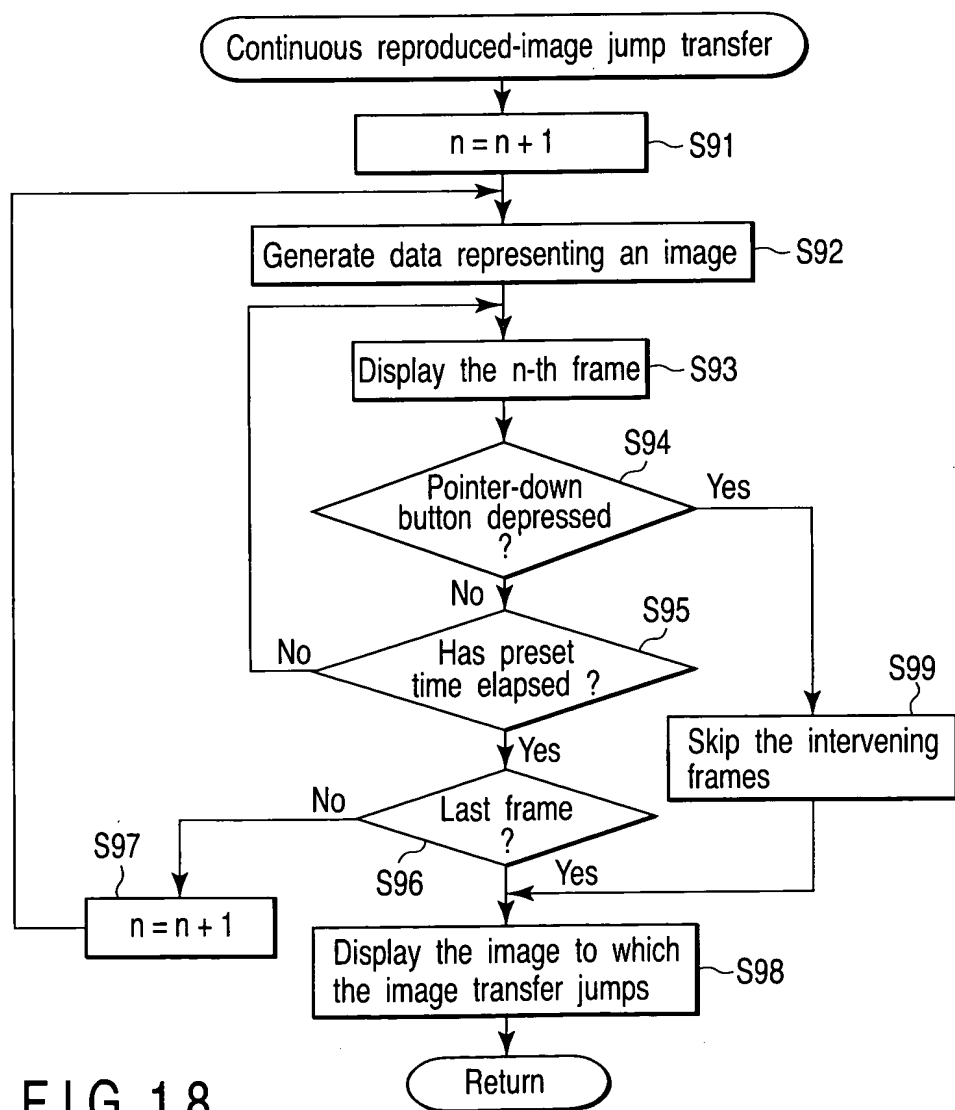 Continuous reproduced-image jump transfer
n = n + 1
S91
Generate data representing an image
S92
Display the n-th frame
S93
S94
Pointer-down
button depressed
?
Yes
No
S95
Has preset
time elapsed ?
No
Yes
S99
Skip the intervening
frames
Last frame
?
No
S96
Yes
S97
n = n + 1
Display the image to which
the image transfer jumps
S98
Return
FIG.18